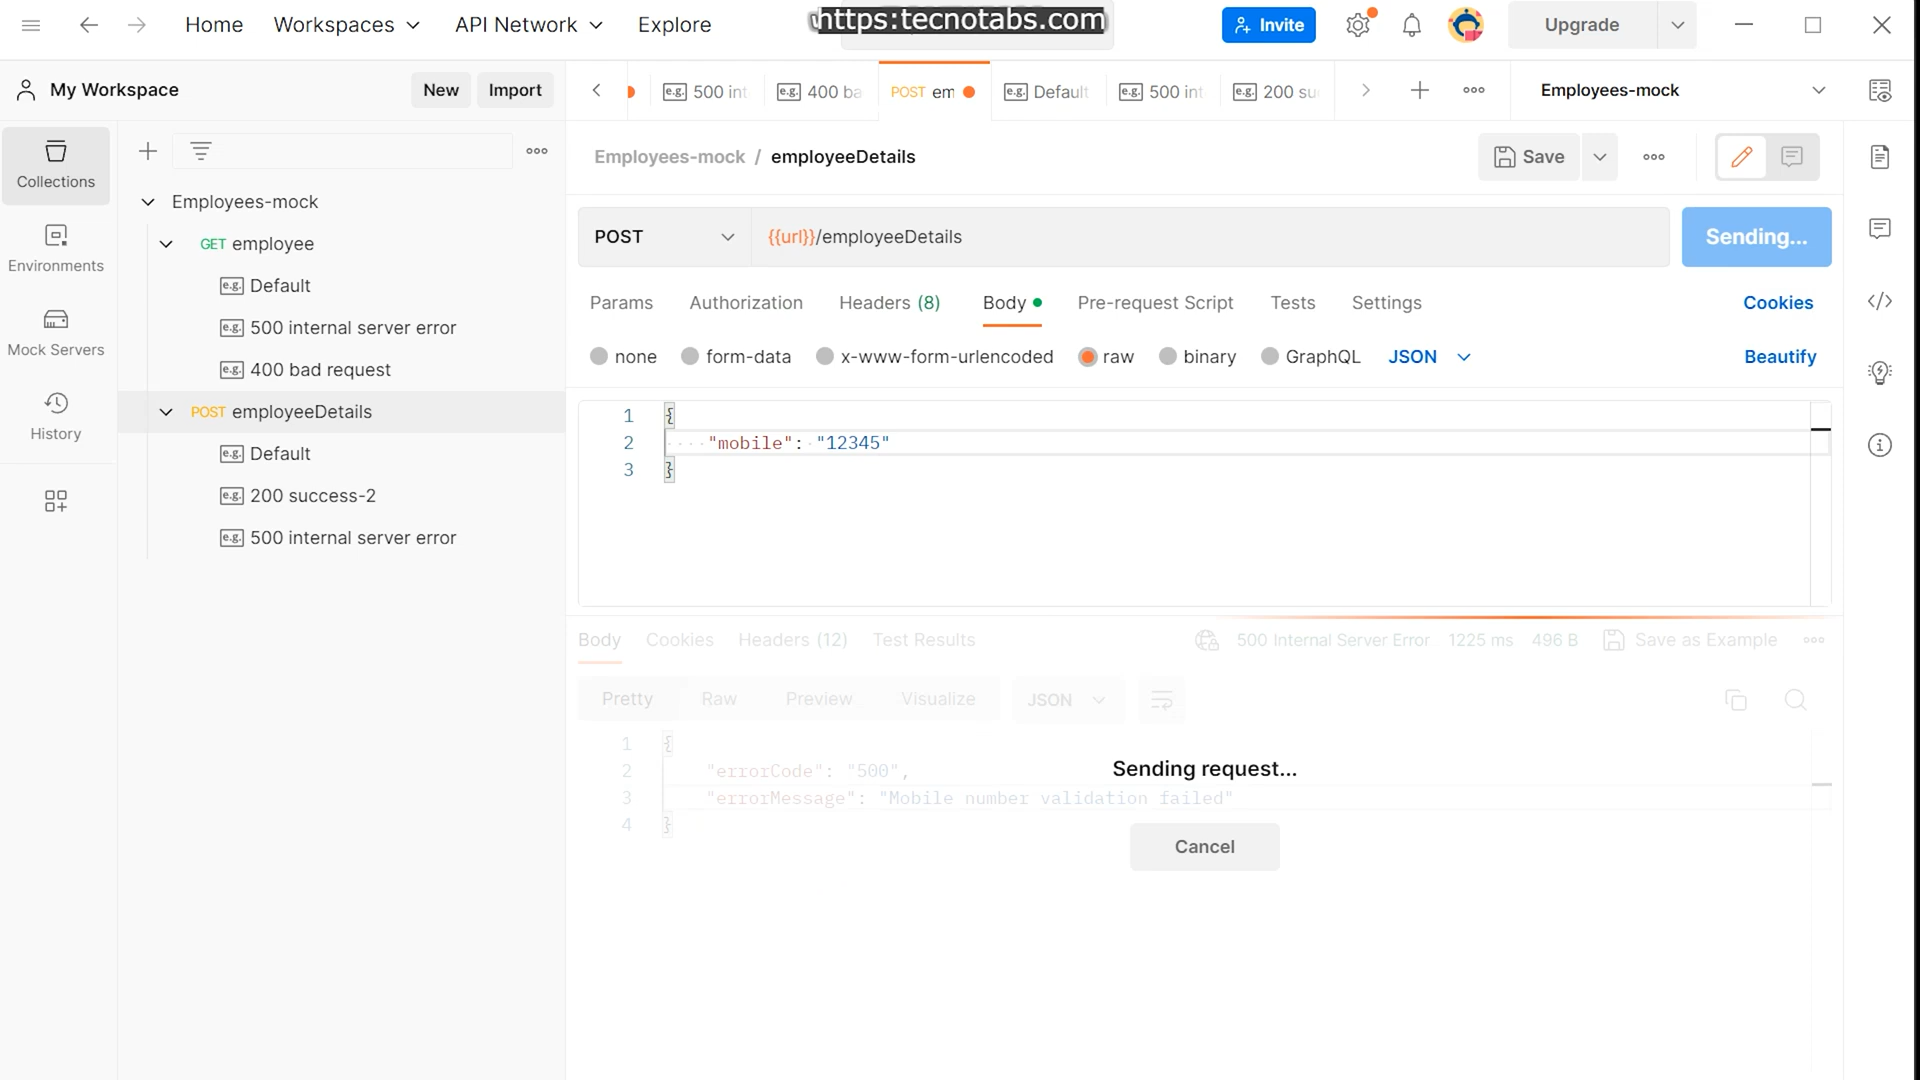 Home Workspaces API Network Explore https:tecnotabs.com Invite Upgrade
My Workspace New Import 500 int 400 ba POST em Default 500 int 200 su Employees-mock
Collections
Environments
Mock Servers
History
Employees-mock
GET employee
e.g. Default
e.g. 500 internal server error
e.g. 400 bad request
POST employeeDetails
e.g. Default
e.g. 200 success-2
e.g. 500 internal server error
Employees-mock / employeeDetails Save
POST {{url}}/employeeDetails Sending...
Params Authorization Headers (8) Body Pre-request Script Tests Settings Cookies
none form-data x-www-form-urlencoded raw binary GraphQL JSON Beautify
1 {
2 "mobile": "12345"
3 }
Body Cookies Headers (12) Test Results 500 Internal Server Error 1225 ms 496 B Save as Example
Pretty Raw Preview Visualize JSON
1 {
2 "errorCode": "500",
3 "errorMessage": "Mobile number validation failed"
4 }
Sending request...
Cancel